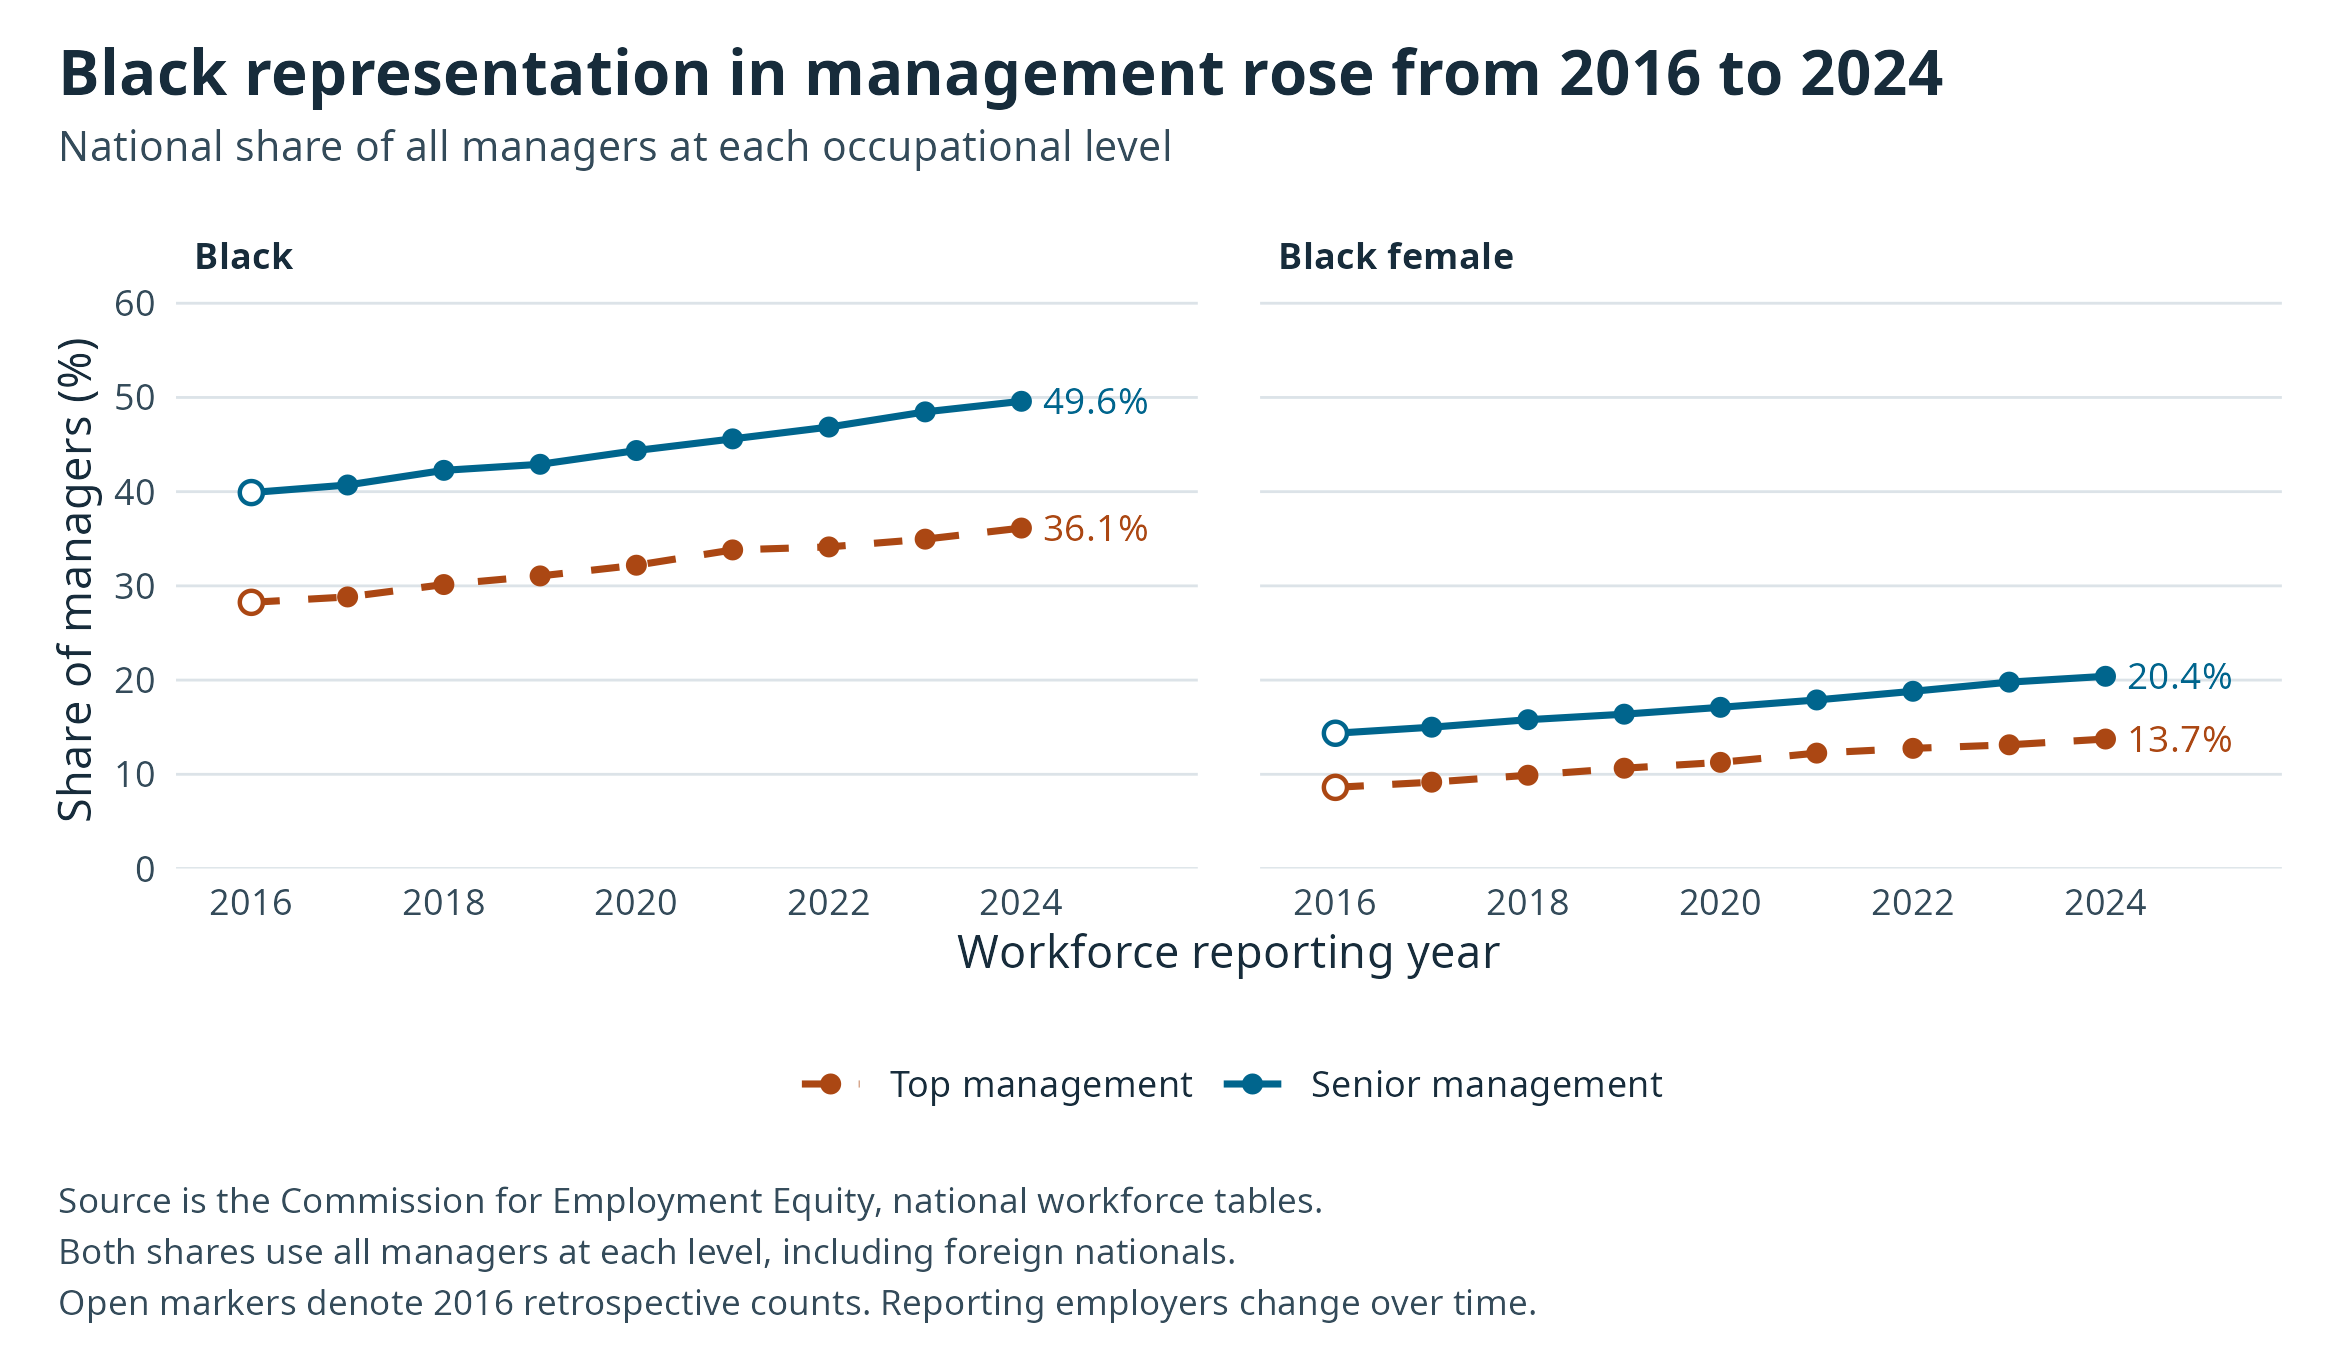 Black representation in management rose from 2016 to 2024
National share of all managers at each occupational level
Black
Black female
Share of managers (%)
60
50
40
30
20
10
0
49.6%
36.1%
20.4%
13.7%
2016 2018 2020 2022 2024
2016 2018 2020 2022 2024
Workforce reporting year
Top management
Senior management
Source is the Commission for Employment Equity, national workforce tables.
Both shares use all managers at each level, including foreign nationals.
Open markers denote 2016 retrospective counts. Reporting employers change over time.